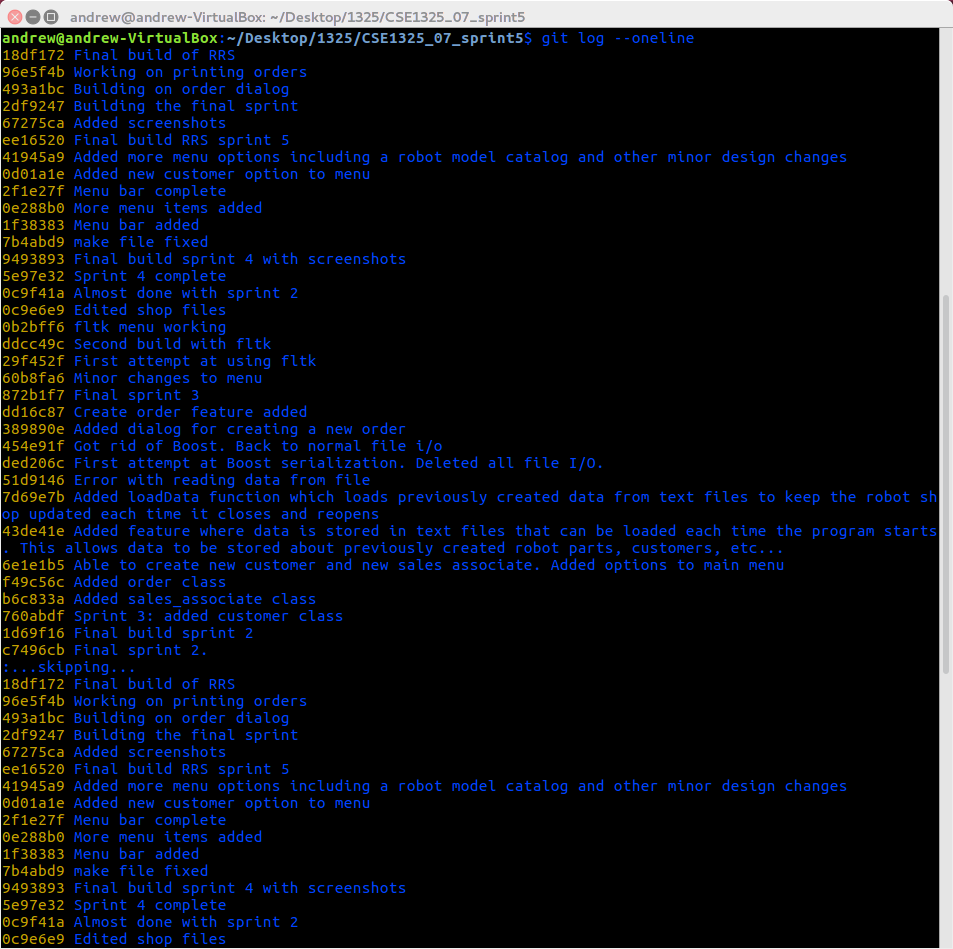 andrew@andrew-VirtualBox: ~/Desktop/1325/CSE1325_07_sprint5
andrew@andrew-VirtualBox:~/Desktop/1325/CSE1325_07_sprint5$ git log --oneline
18df172 Final build of RRS
96e5f4b Working on printing orders
493a1bc Building on order dialog
2df9247 Building the final sprint
67275ca Added screenshots
ee16520 Final build RRS sprint 5
41945a9 Added more menu options including a robot model catalog and other minor design changes
0d01a1e Added new customer option to menu
2f1e27f Menu bar complete
0e288b0 More menu items added
1f38383 Menu bar added
7b4abd9 make file fixed
9493893 Final build sprint 4 with screenshots
5e97e32 Sprint 4 complete
0c9f41a Almost done with sprint 2
0c9e6e9 Edited shop files
0b2bff6 fltk menu working
ddcc49c Second build with fltk
29f452f First attempt at using fltk
60b8fa6 Minor changes to menu
872b1f7 Final sprint 3
dd16c87 Create order feature added
389890e Added dialog for creating a new order
454e91f Got rid of Boost. Back to normal file i/o
ded206c First attempt at Boost serialization. Deleted all file I/O.
51d9146 Error with reading data from file
7d69e7b Added loadData function which loads previously created data from text files to keep the robot sh
op updated each time it closes and reopens
43de41e Added feature where data is stored in text files that can be loaded each time the program starts
. This allows data to be stored about previously created robot parts, customers, etc...
6e1e1b5 Able to create new customer and new sales associate. Added options to main menu
f49c56c Added order class
b6c833a Added sales_associate class
760abdf Sprint 3: added customer class
1d69f16 Final build sprint 2
c7496cb Final sprint 2.
:...skipping...
18df172 Final build of RRS
96e5f4b Working on printing orders
493a1bc Building on order dialog
2df9247 Building the final sprint
67275ca Added screenshots
ee16520 Final build RRS sprint 5
41945a9 Added more menu options including a robot model catalog and other minor design changes
0d01a1e Added new customer option to menu
2f1e27f Menu bar complete
0e288b0 More menu items added
1f38383 Menu bar added
7b4abd9 make file fixed
9493893 Final build sprint 4 with screenshots
5e97e32 Sprint 4 complete
0c9f41a Almost done with sprint 2
0c9e6e9 Edited shop files